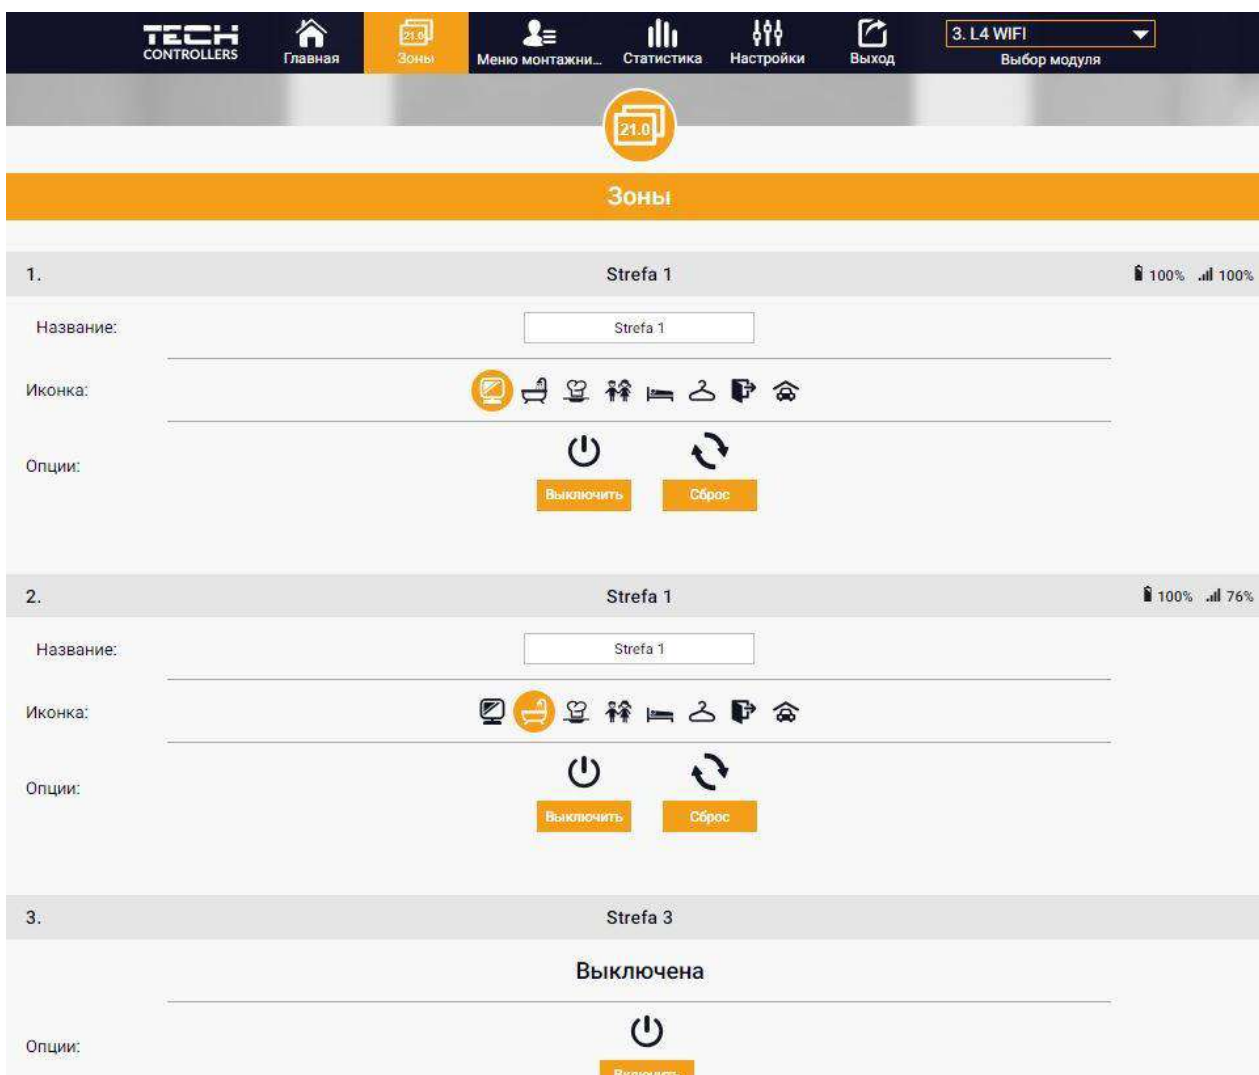 TECH
CONTROLLERS
Главная
21.0
Зоны
Меню монтажни...
Статистика
Настройки
Выход
3. L4 WIFI
Выбор модуля
21.0
Зоны
1.
Strefa 1
100%
100%
Название:
Strefa 1
Иконка:
Опции:
Выключить
Сброс
2.
Strefa 1
100%
76%
Название:
Strefa 1
Иконка:
Опции:
Выключить
Сброс
3.
Strefa 3
Выключена
Опции:
Включить